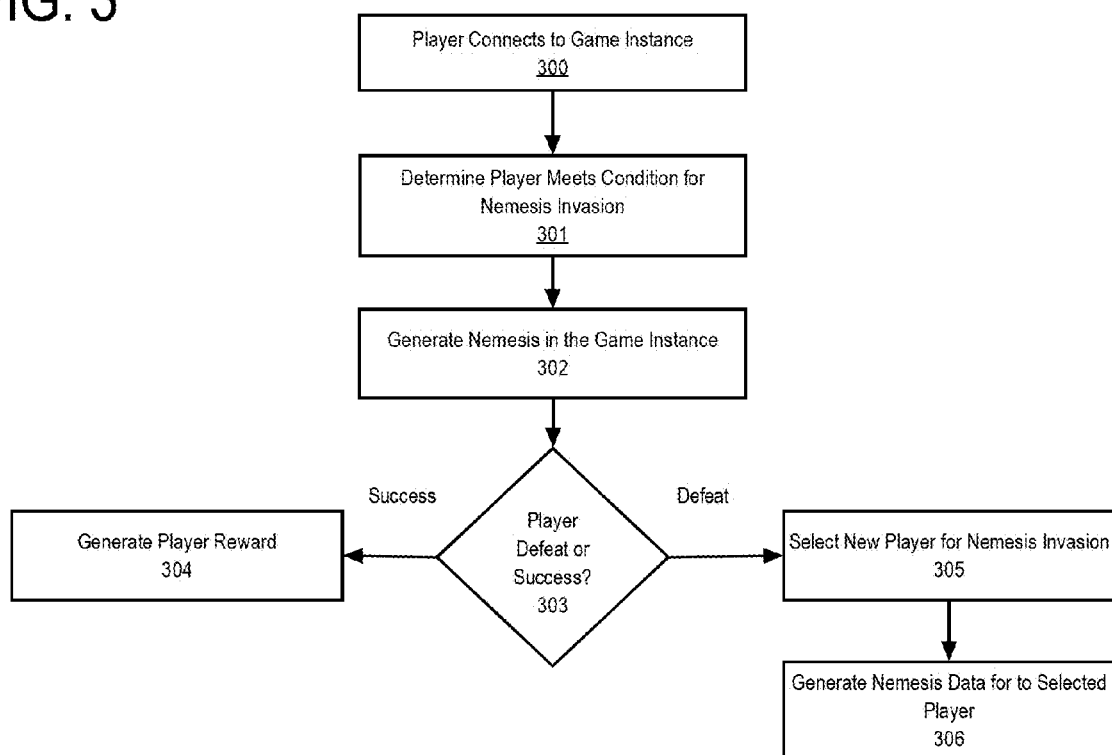 IG. 3
Player Connects to Game Instance
300
Determine Player Meets Condition for
Nemesis Invasion
301
Generate Nemesis in the Game Instance
302
Success
Defeat
Player
Defeat or
Success?
303
Generate Player Reward
304
Select New Player for Nemesis Invasion
305
Generate Nemesis Data for to Selected
Player
306